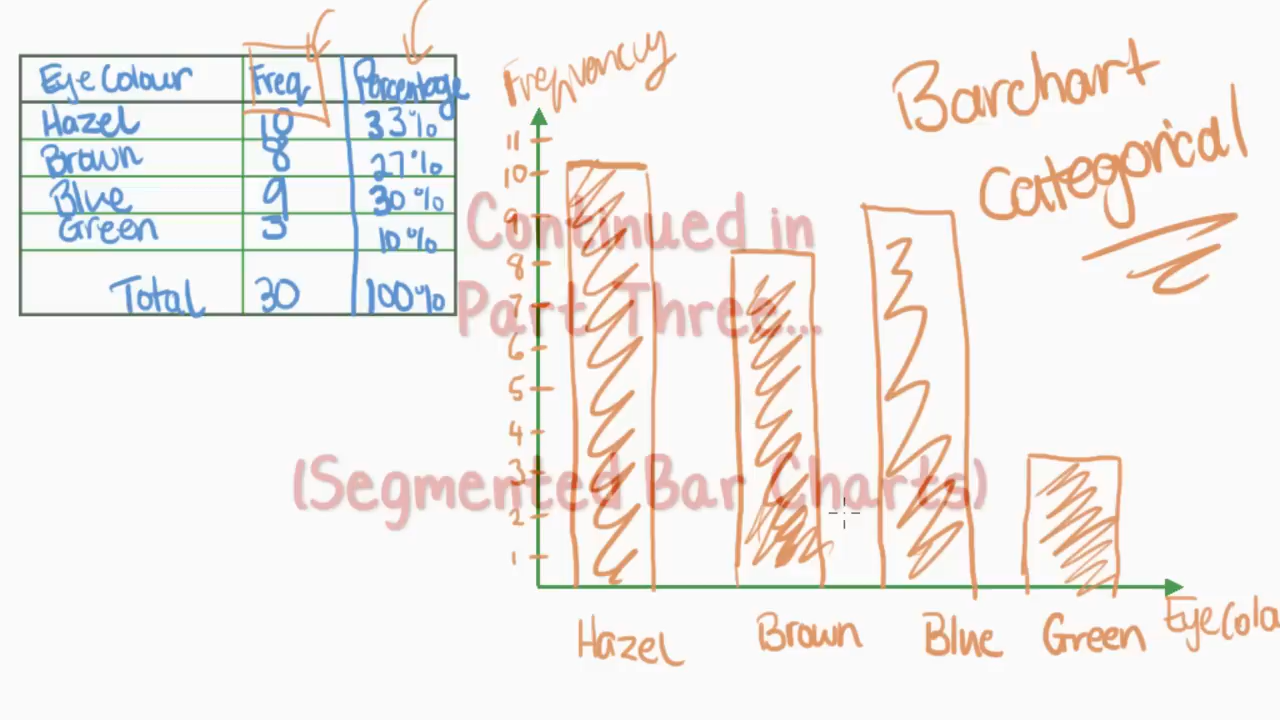 Eye Colour Freq. Percentage
Hazel 10 33%
Brown 8 27%
Blue 9 30%
Green 3 10%
Total 30 100%
Frequency
Barchart
Categorical
11
10
9
8
7
6
5
4
3
2
1
Continued in
Part Three...
(Segmented Bar Charts)
Hazel Brown Blue Green Eye Colo